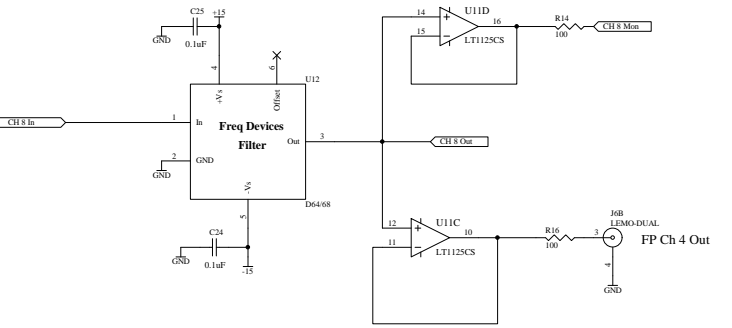 C25
+15
GND
0.1uF
4
6
U12
+Vs
Offset
CH 8 In
1
In
Freq Devices
Filter
Out
3
2
GND
GND
-Vs
5
D64/68
C24
GND
0.1uF
-15
U11D
14
15
16
LT1125CS
R14
100
CH 8 Mon
CH 8 Out
U11C
12
11
10
LT1125CS
R16
100
J6B
LEMO-DUAL
3
FP Ch 4 Out
4
GND